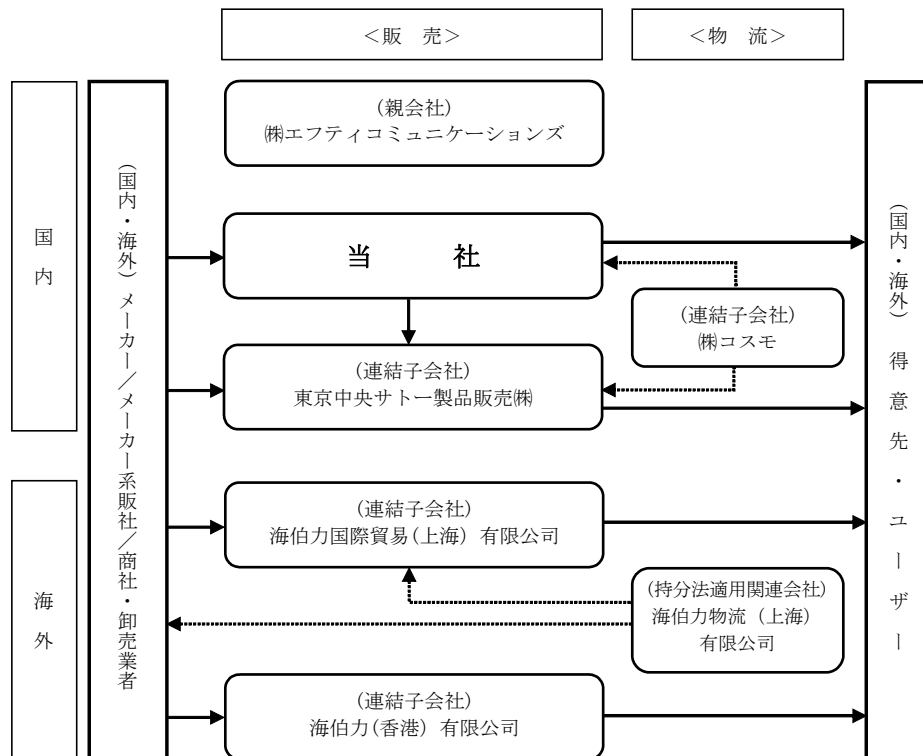 ＜販　売＞
＜物　流＞
国　内
海　外
（国内・海外）メーカー／メーカー系販社／商社・卸売業者
(親会社)
㈱エフティコミュニケーションズ
当　　社
(連結子会社)
㈱コスモ
(連結子会社)
東京中央サトー製品販売㈱
(連結子会社)
海伯力国際貿易(上海）有限公司
(持分法適用関連会社)
海伯力物流（上海）
有限公司
(連結子会社)
海伯力(香港）有限公司
（国内・海外）得意先・ユーザー